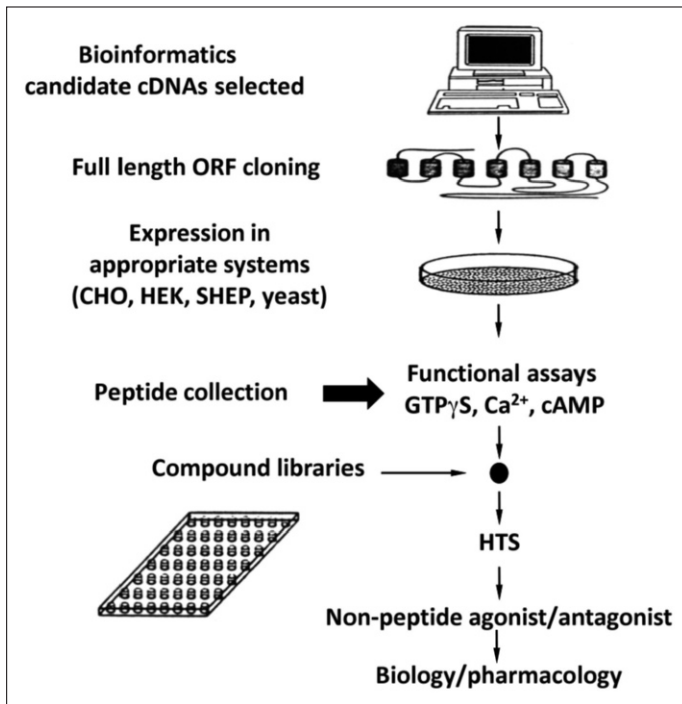 Bioinformatics
candidate cDNAs selected
Full length ORF cloning
Expression in
appropriate systems
(CHO, HEK, SHEP, yeast)
Peptide collection
Functional assays
GTPγS, Ca²⁺, cAMP
Compound libraries
HTS
Non-peptide agonist/antagonist
Biology/pharmacology